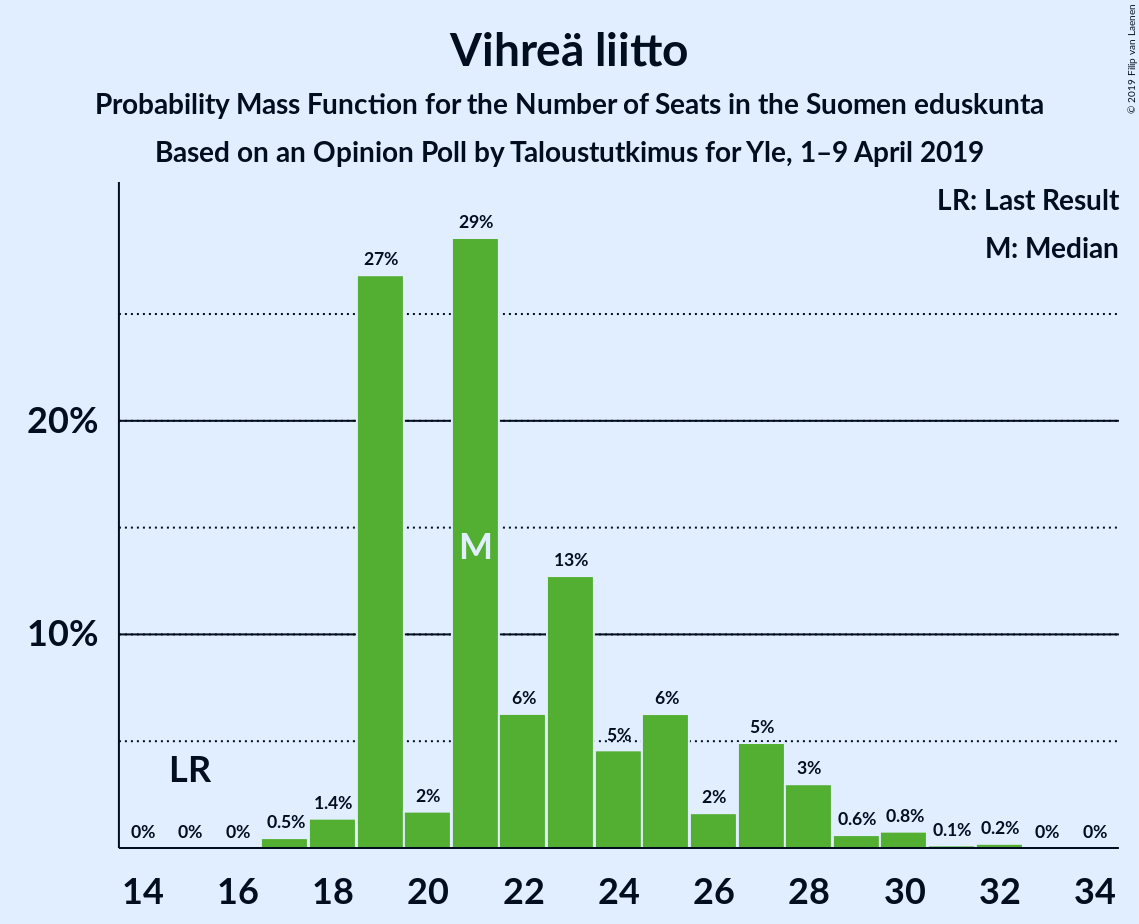 Vihreä liitto
Probability Mass Function for the Number of Seats in the Suomen eduskunta
Based on an Opinion Poll by Taloustutkimus for Yle, 1–9 April 2019
© 2019 Filip van Laenen
LR: Last Result
M: Median
20%
10%
0%
0%
0%
0.5%
1.4%
27%
2%
29%
6%
13%
5%
6%
2%
5%
3%
0.6%
0.8%
0.1%
0.2%
0%
0%
LR
M
14 16 18 20 22 24 26 28 30 32 34